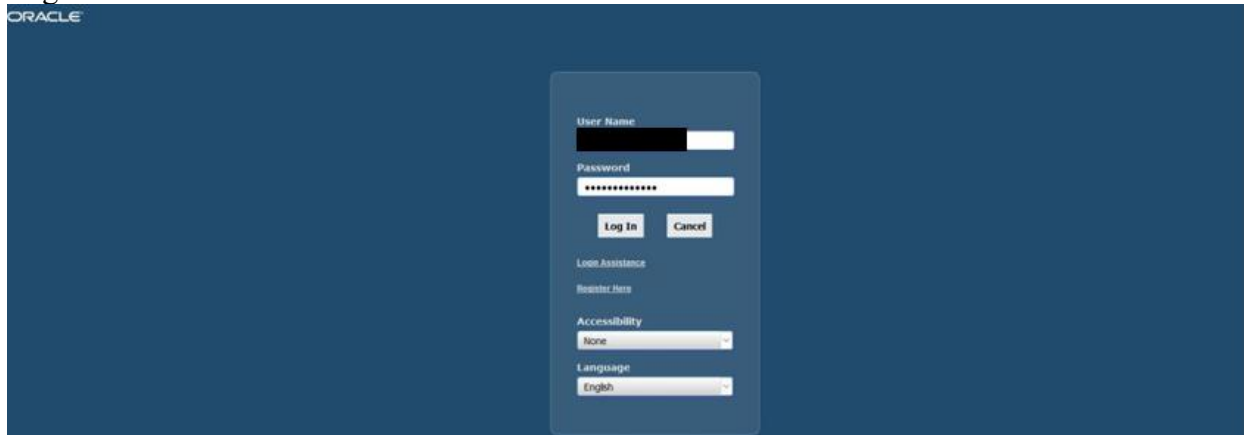 ORACLE
User Name
Password
•••••••••••••
Log In Cancel
Login Assistance
Register Here
Accessibility
None
Language
English